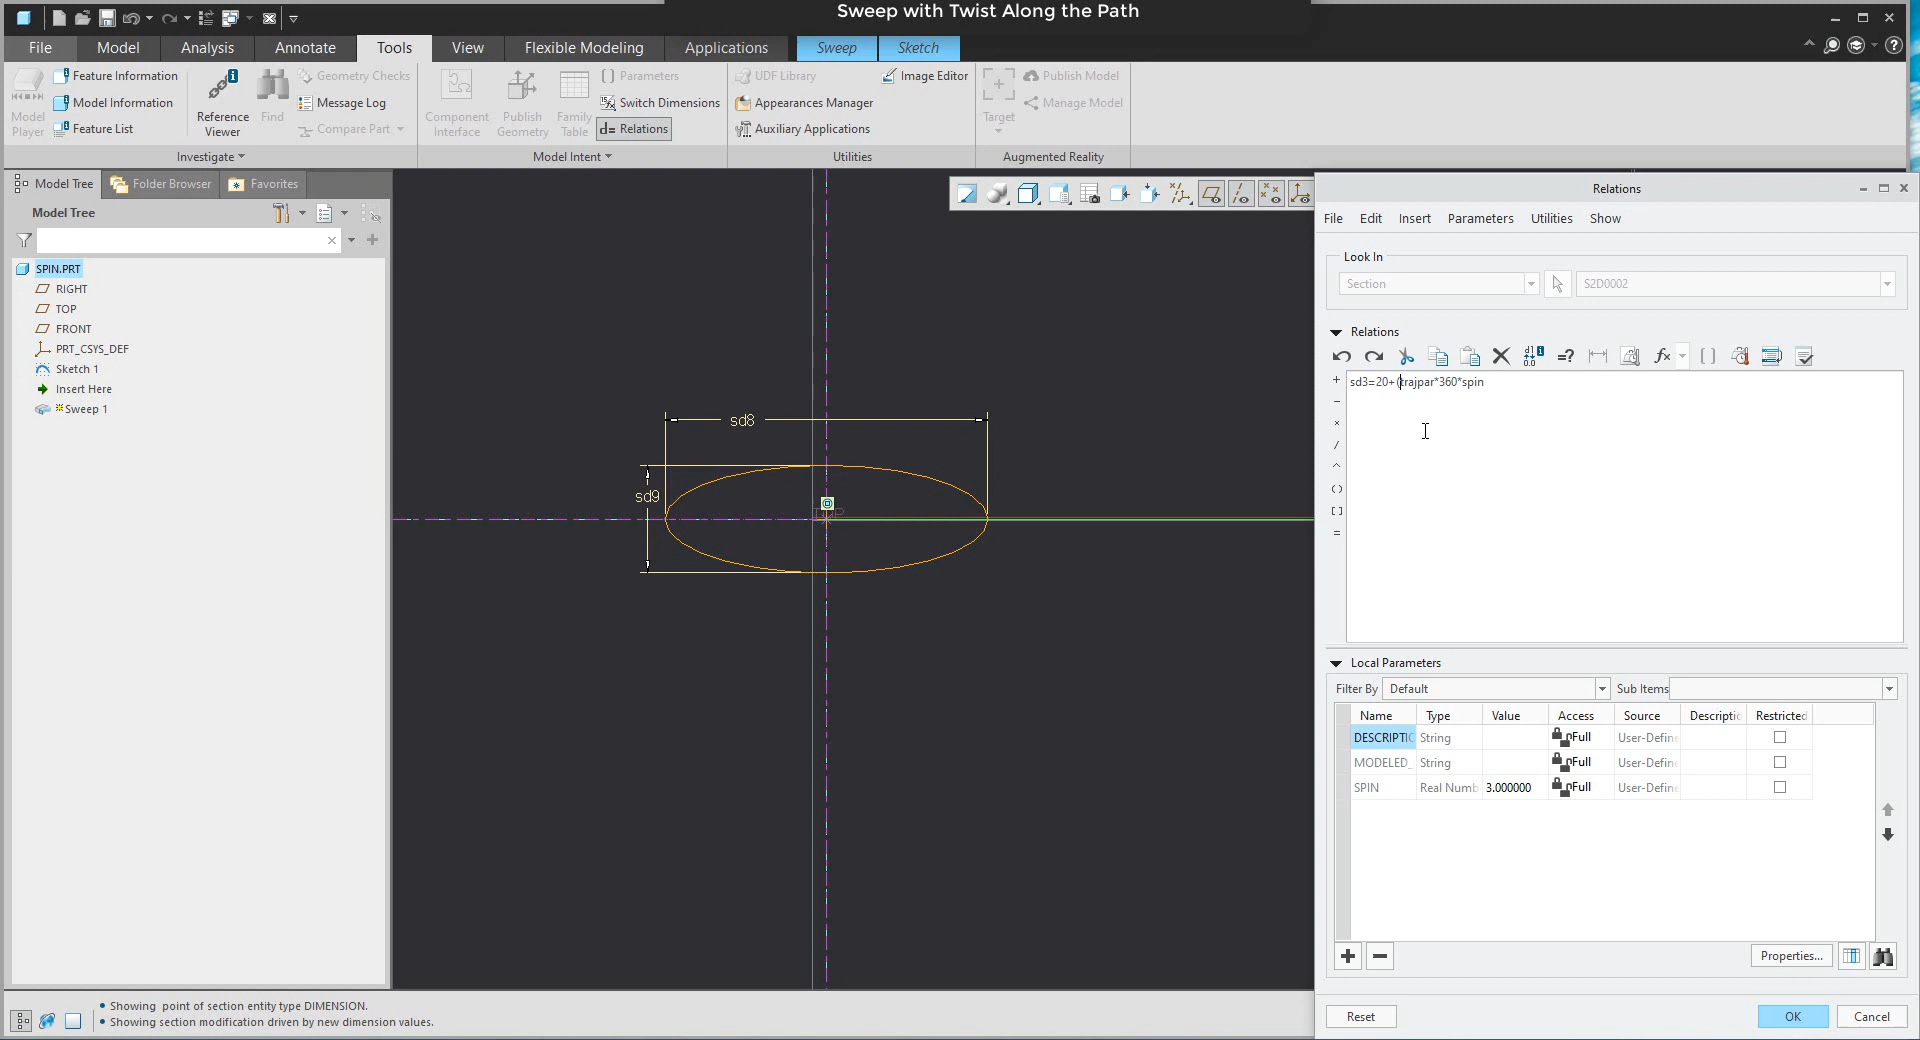 Sweep with Twist Along the Path
File Model Analysis Annotate Tools View Flexible Modeling Applications Sweep Sketch
Model Player
Feature Information
Model Information
Feature List
Reference Viewer
Find
Geometry Checks
Message Log
Compare Part
Component Interface
Publish Geometry
Family Table
Parameters
Switch Dimensions
d= Relations
UDF Library
Appearances Manager
Auxiliary Applications
Image Editor
Target
Publish Model
Manage Model
Investigate Model Intent Utilities Augmented Reality
Model Tree Folder Browser Favorites
Model Tree
SPIN.PRT
RIGHT
TOP
FRONT
PRT_CSYS_DEF
Sketch 1
Insert Here
Sweep 1
sd8
sd9
Relations
File Edit Insert Parameters Utilities Show
Look In
Section S2D0002
Relations
sd3=20+(trajpar*360*spin
Local Parameters
Filter By Default Sub Items
Name Type Value Access Source Descriptic Restricted
DESCRIPTIC String Full User-Define
MODELED_ String Full User-Define
SPIN Real Numb 3.000000 Full User-Define
Properties...
Reset OK Cancel
• Showing point of section entity type DIMENSION.
• Showing section modification driven by new dimension values.